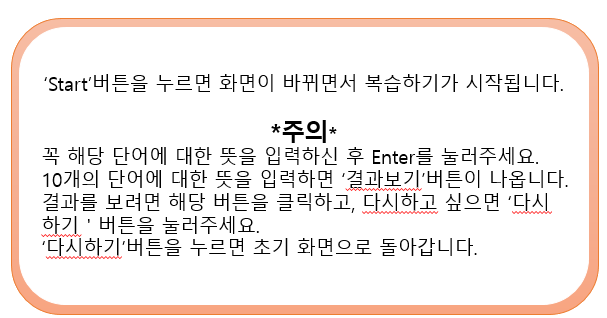 ‘Start’버튼을 누르면 화면이 바뀌면서 복습하기가 시작됩니다.
*주의*
꼭 해당 단어에 대한 뜻을 입력하신 후 Enter를 눌러주세요.
10개의 단어에 대한 뜻을 입력하면 ‘결과보기’버튼이 나옵니다.
결과를 보려면 해당 버튼을 클릭하고, 다시하고 싶으면 ‘다시
하기 ' 버튼을 눌러주세요.
‘다시하기’버튼을 누르면 초기 화면으로 돌아갑니다.